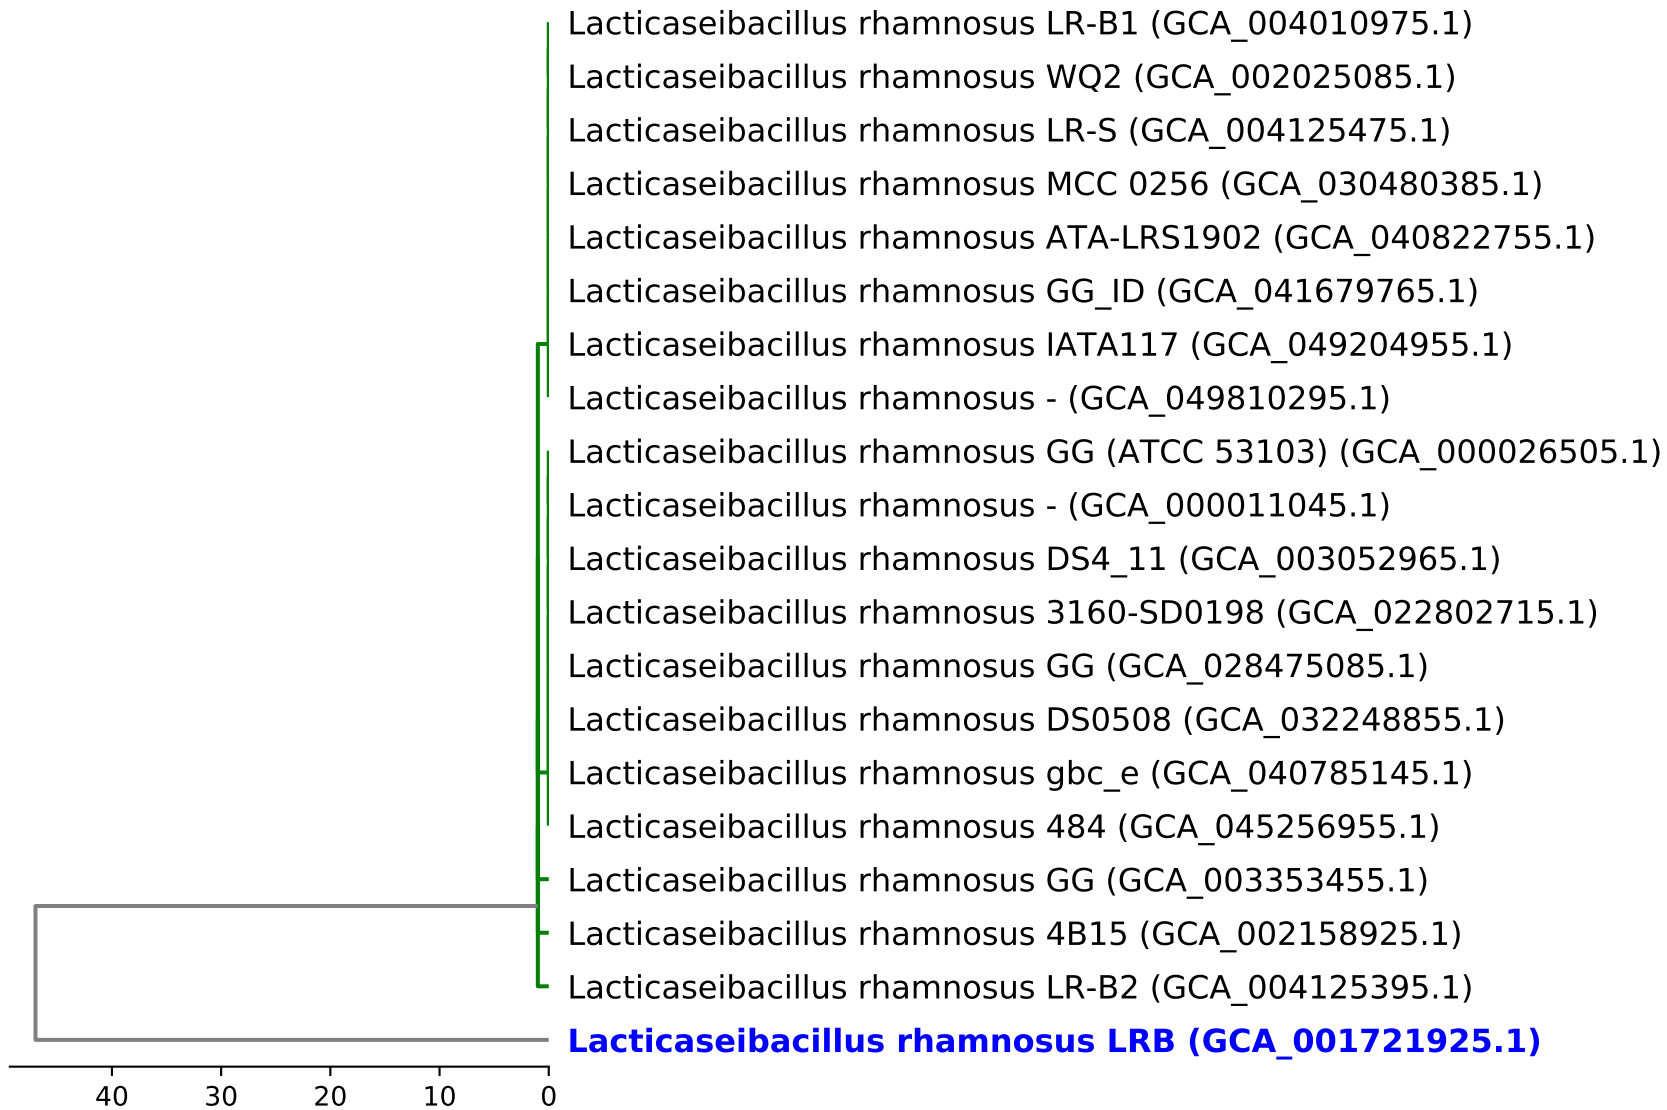 Lacticaseibacillus rhamnosus LR-B1 (GCA_004010975.1)
Lacticaseibacillus rhamnosus WQ2 (GCA_002025085.1)
Lacticaseibacillus rhamnosus LR-S (GCA_004125475.1)
Lacticaseibacillus rhamnosus MCC 0256 (GCA_030480385.1)
Lacticaseibacillus rhamnosus ATA-LRS1902 (GCA_040822755.1)
Lacticaseibacillus rhamnosus GG_ID (GCA_041679765.1)
Lacticaseibacillus rhamnosus IATA117 (GCA_049204955.1)
Lacticaseibacillus rhamnosus - (GCA_049810295.1)
Lacticaseibacillus rhamnosus GG (ATCC 53103) (GCA_000026505.1)
Lacticaseibacillus rhamnosus - (GCA_000011045.1)
Lacticaseibacillus rhamnosus DS4_11 (GCA_003052965.1)
Lacticaseibacillus rhamnosus 3160-SD0198 (GCA_022802715.1)
Lacticaseibacillus rhamnosus GG (GCA_028475085.1)
Lacticaseibacillus rhamnosus DS0508 (GCA_032248855.1)
Lacticaseibacillus rhamnosus gbc_e (GCA_040785145.1)
Lacticaseibacillus rhamnosus 484 (GCA_045256955.1)
Lacticaseibacillus rhamnosus GG (GCA_003353455.1)
Lacticaseibacillus rhamnosus 4B15 (GCA_002158925.1)
Lacticaseibacillus rhamnosus LR-B2 (GCA_004125395.1)
Lacticaseibacillus rhamnosus LRB (GCA_001721925.1)
40 30 20 10 0